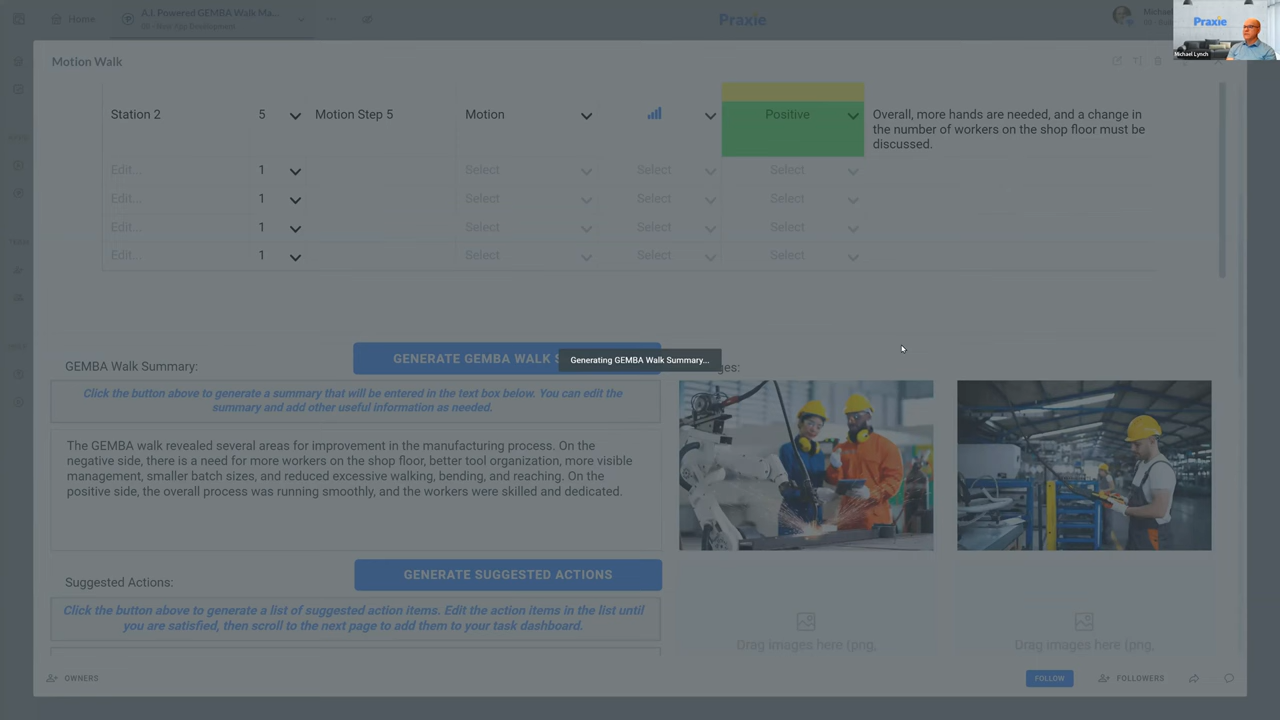 Home
A.I. Powered GEMBA Walk Ma...
Praxie
Michael
Praxie
Michael Lynch
Motion Walk
Station 2 5 Motion Step 5 Motion Positive Overall, more hands are needed, and a change in
the number of workers on the shop floor must be
discussed.
Edit... 1 Select Select Select
Edit... 1 Select Select Select
Edit... 1 Select Select Select
Edit... 1 Select Select Select
GEMBA Walk Summary:
GENERATE GEMBA WALK S
Generating GEMBA Walk Summary...
ges:
Click the button above to generate a summary that will be entered in the text box below. You can edit the
summary and add other useful information as needed.
The GEMBA walk revealed several areas for improvement in the manufacturing process. On the
negative side, there is a need for more workers on the shop floor, better tool organization, more visible
management, smaller batch sizes, and reduced excessive walking, bending, and reaching. On the
positive side, the overall process was running smoothly, and the workers were skilled and dedicated.
Suggested Actions:
GENERATE SUGGESTED ACTIONS
Click the button above to generate a list of suggested action items. Edit the action items in the list until
you are satisfied, then scroll to the next page to add them to your task dashboard.
Drag images here (png,
Drag images here (png,
OWNERS
FOLLOW
FOLLOWERS